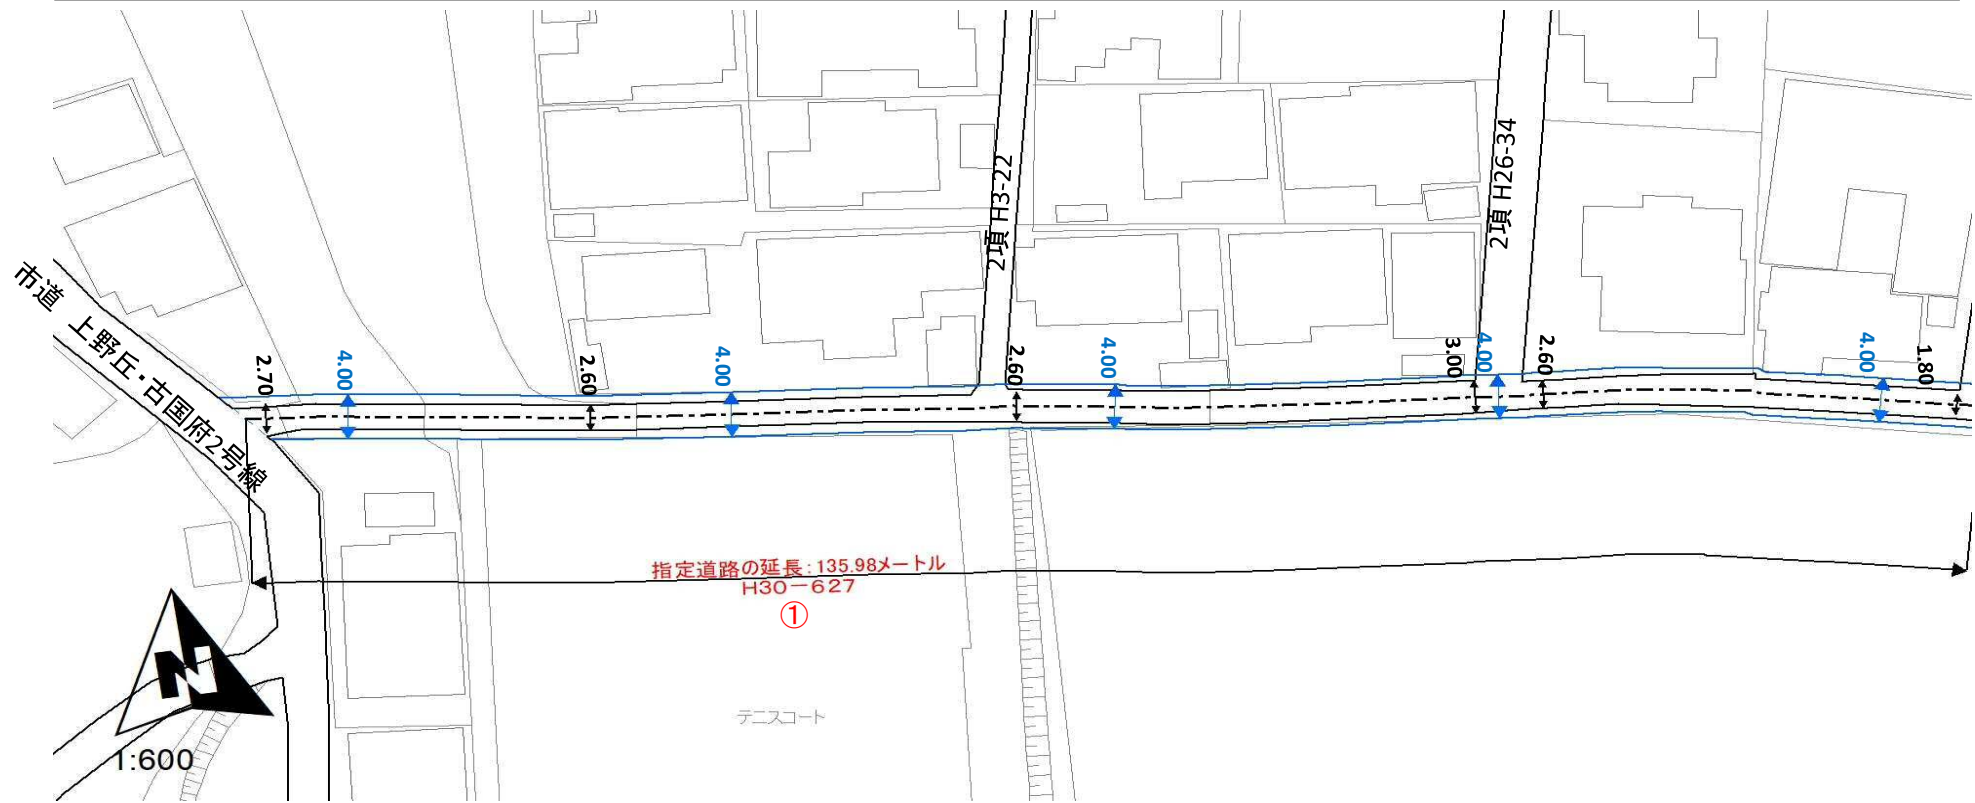 2項 H3-22
2項 H26-34
市道　上野丘・古国府2号線
2.70
4.00
2.60
4.00
2.60
4.00
3.00
4.00
2.60
4.00
1.80
指定道路の延長：135.98メートル
H30－627
①
N
テニスコート
1:600